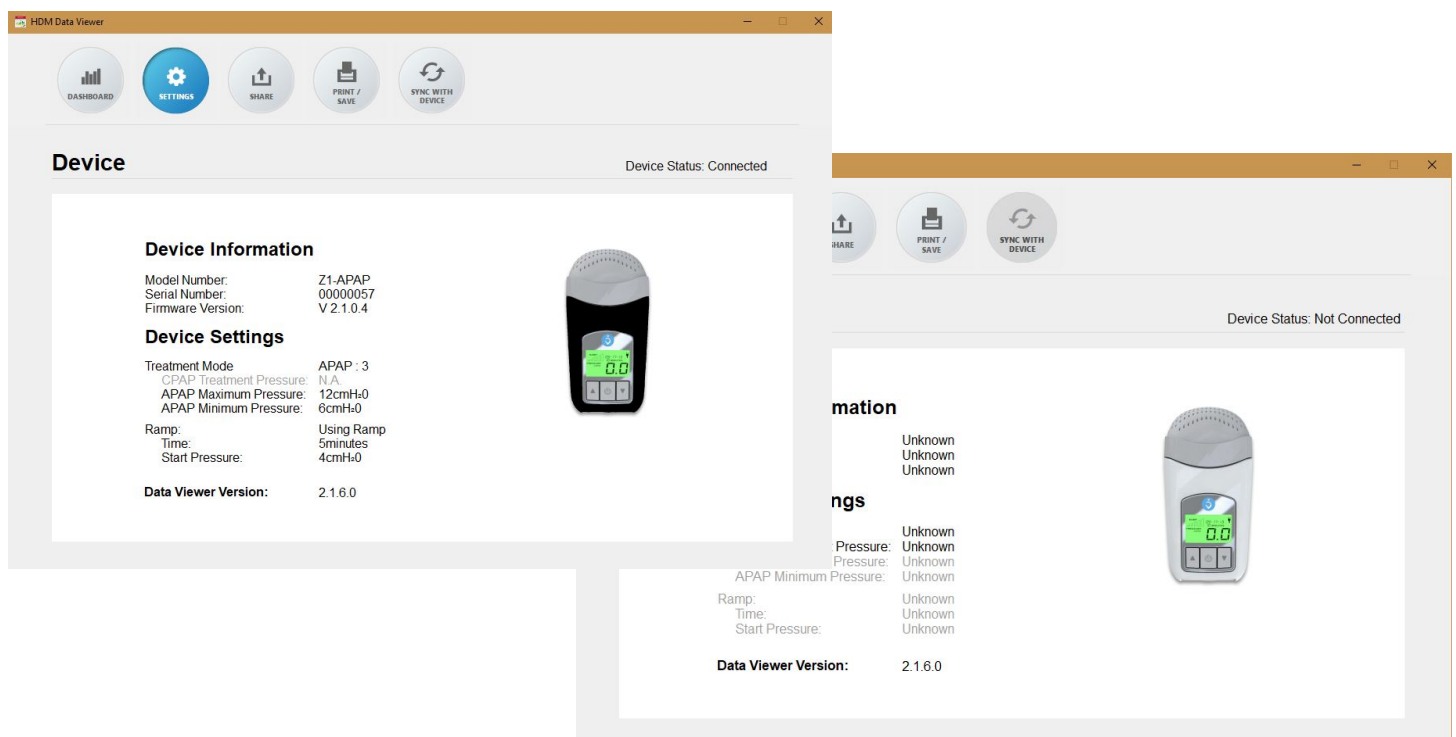 HDM Data Viewer
DASHBOARD
SETTINGS
SHARE
PRINT /
SAVE
SYNC WITH
DEVICE
Device
Device Status: Connected
Device Information
Model Number: Z1-APAP
Serial Number: 00000057
Firmware Version: V 2.1.0.4
Device Settings
Treatment Mode APAP : 3
CPAP Treatment Pressure: N.A.
APAP Maximum Pressure: 12cmH₂0
APAP Minimum Pressure: 6cmH₂0
Ramp: Using Ramp
Time: 5minutes
Start Pressure: 4cmH₂0
Data Viewer Version: 2.1.6.0
0.0
HARE
PRINT /
SAVE
SYNC WITH
DEVICE
Device Status: Not Connected
mation
Unknown
Unknown
Unknown
ngs
Unknown
Pressure: Unknown
Pressure: Unknown
APAP Minimum Pressure: Unknown
Ramp: Unknown
Time: Unknown
Start Pressure: Unknown
Data Viewer Version: 2.1.6.0
0.0